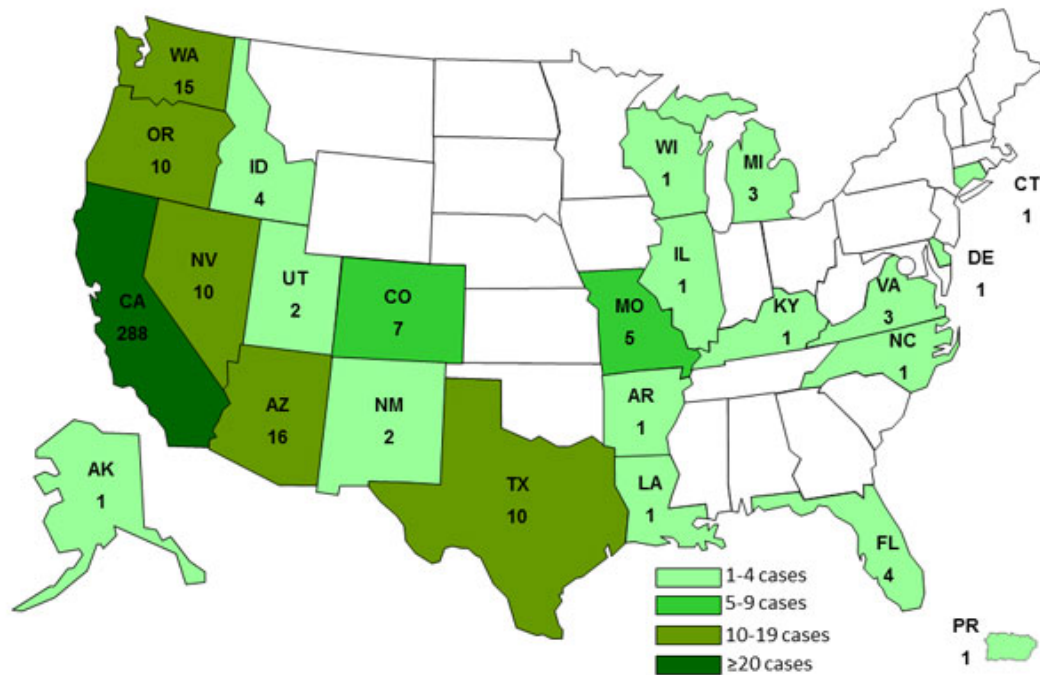 WA
15
OR
10
ID
4
WI
1
MI
3
CT
1
NV
10
UT
2
CO
7
CA
288
MO
5
IL
1
KY
1
VA
3
DE
1
NC
1
AZ
16
NM
2
AR
1
AK
1
TX
10
LA
1
FL
4
PR
1
1-4 cases
5-9 cases
10-19 cases
≥20 cases